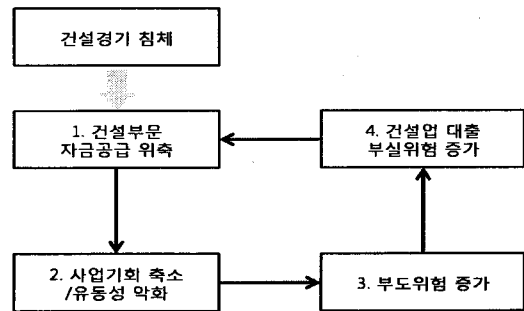 건설경기 침체
1. 건설부문
자금공급 위축
4. 건설업 대출
부실위험 증가
2. 사업기회 축소
/유동성 악화
3. 부도위험 증가